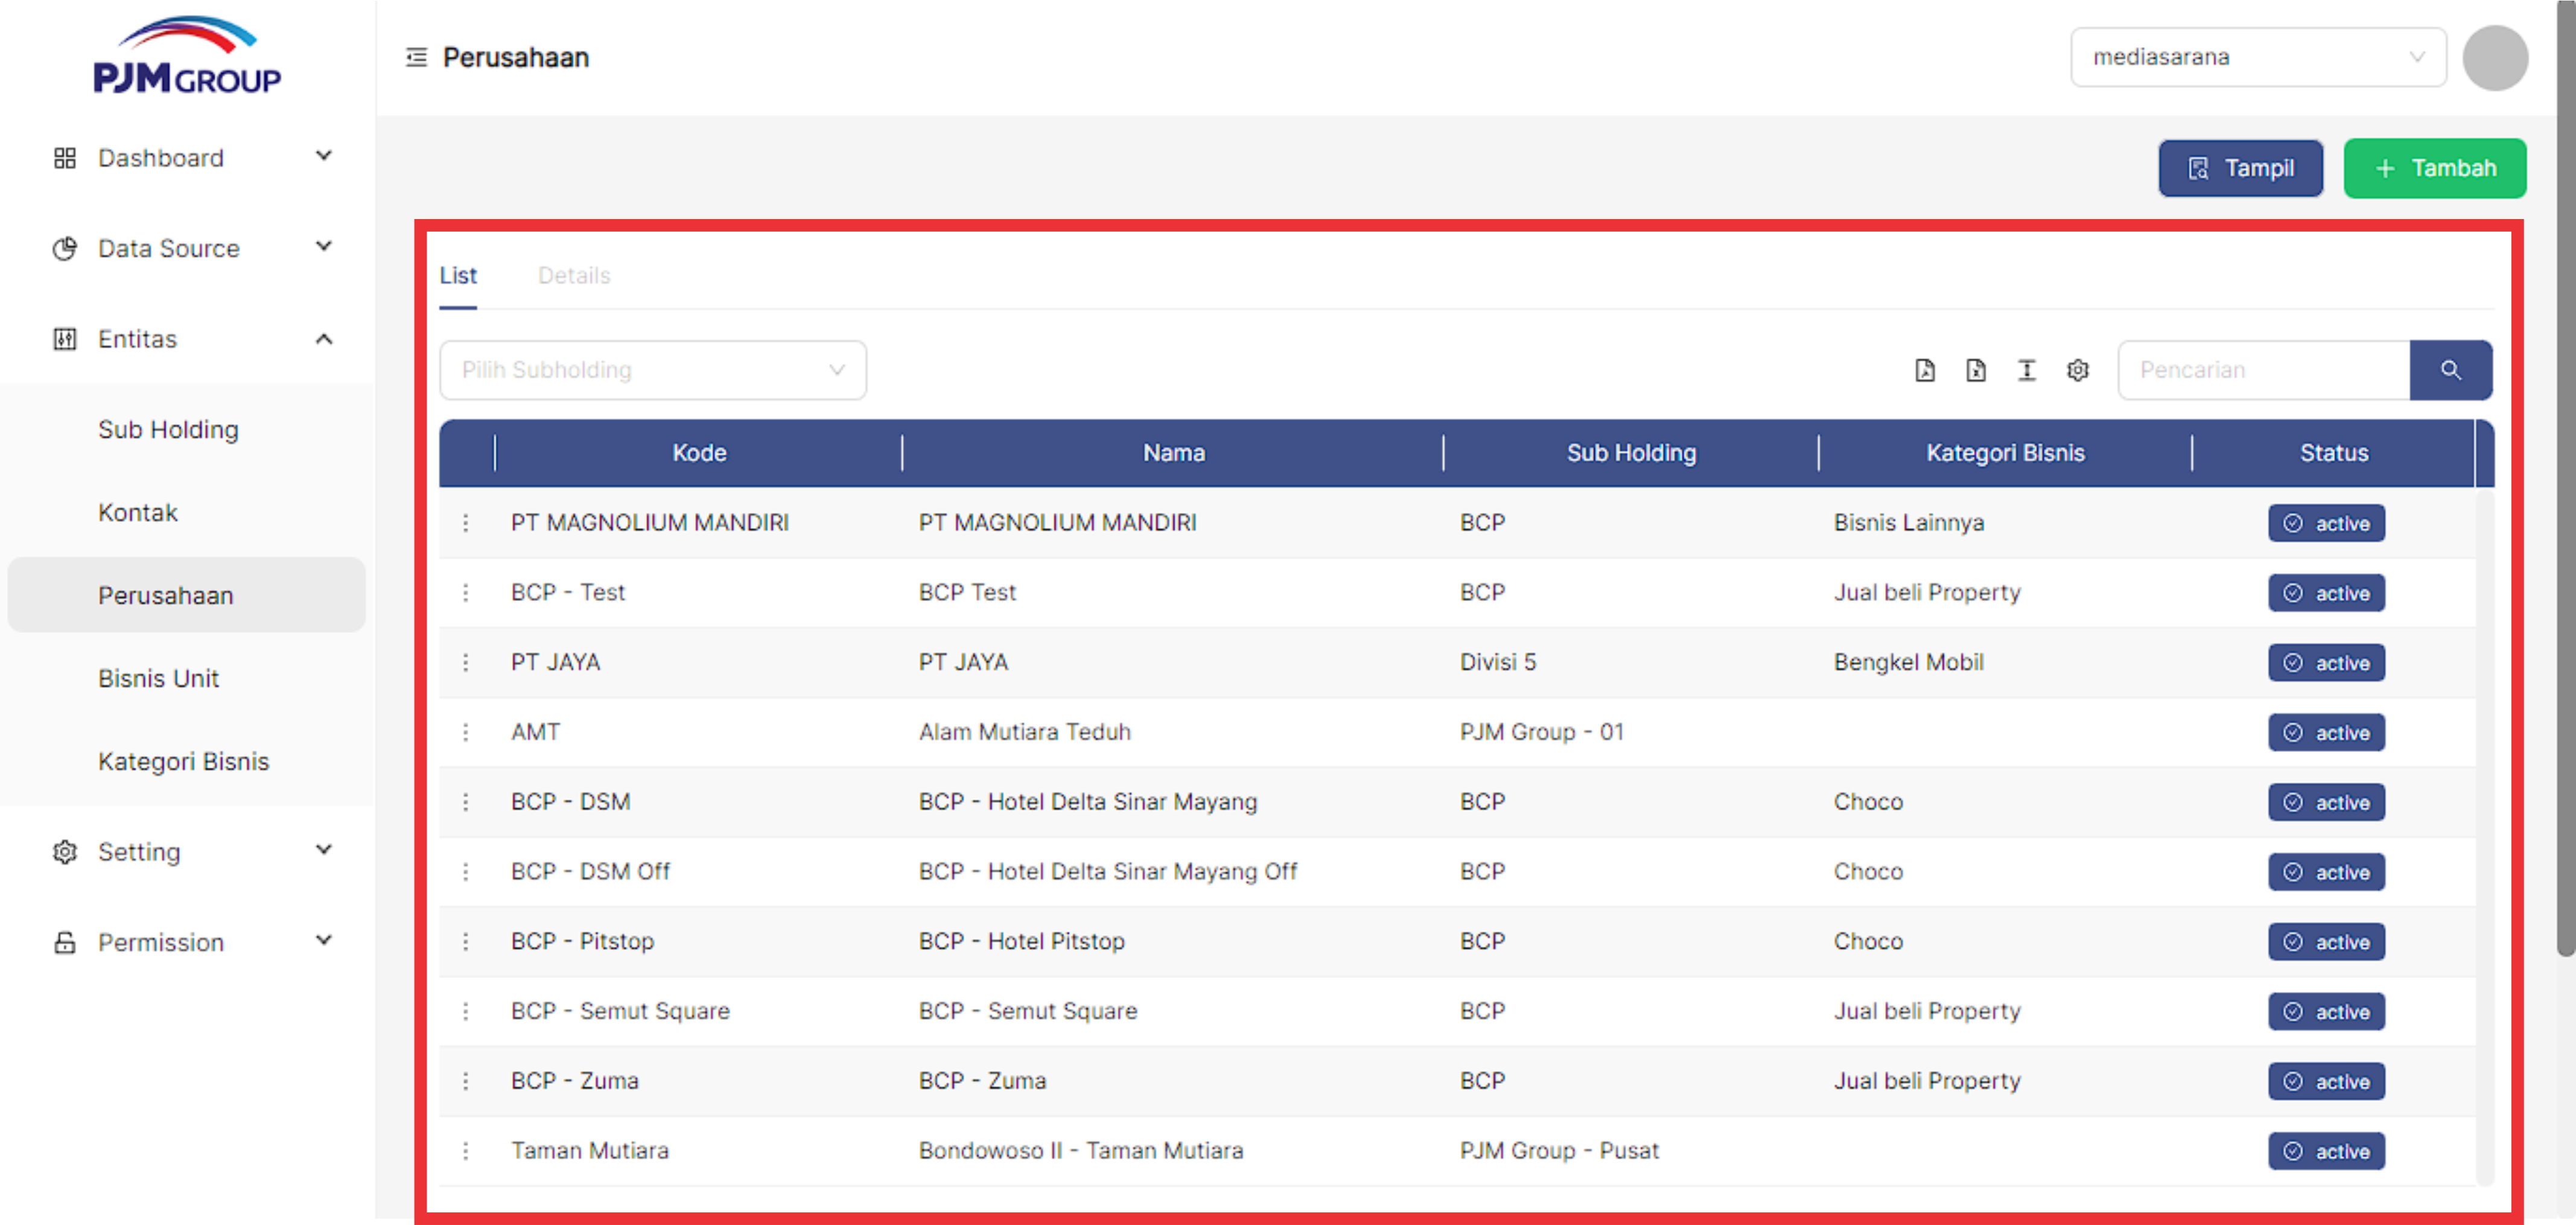 PJM GROUP
Perusahaan
mediasarana
Dashboard
Data Source
Entitas
Sub Holding
Kontak
Perusahaan
Bisnis Unit
Kategori Bisnis
Setting
Permission
Tampil
+ Tambah
List Details
Pilih Subholding
Pencarian
Kode Nama Sub Holding Kategori Bisnis Status
PT MAGNOLIUM MANDIRI PT MAGNOLIUM MANDIRI BCP Bisnis Lainnya active
BCP - Test BCP Test BCP Jual beli Property active
PT JAYA PT JAYA Divisi 5 Bengkel Mobil active
AMT Alam Mutiara Teduh PJM Group - 01 active
BCP - DSM BCP - Hotel Delta Sinar Mayang BCP Choco active
BCP - DSM Off BCP - Hotel Delta Sinar Mayang Off BCP Choco active
BCP - Pitstop BCP - Hotel Pitstop BCP Choco active
BCP - Semut Square BCP - Semut Square BCP Jual beli Property active
BCP - Zuma BCP - Zuma BCP Jual beli Property active
Taman Mutiara Bondowoso II - Taman Mutiara PJM Group - Pusat active